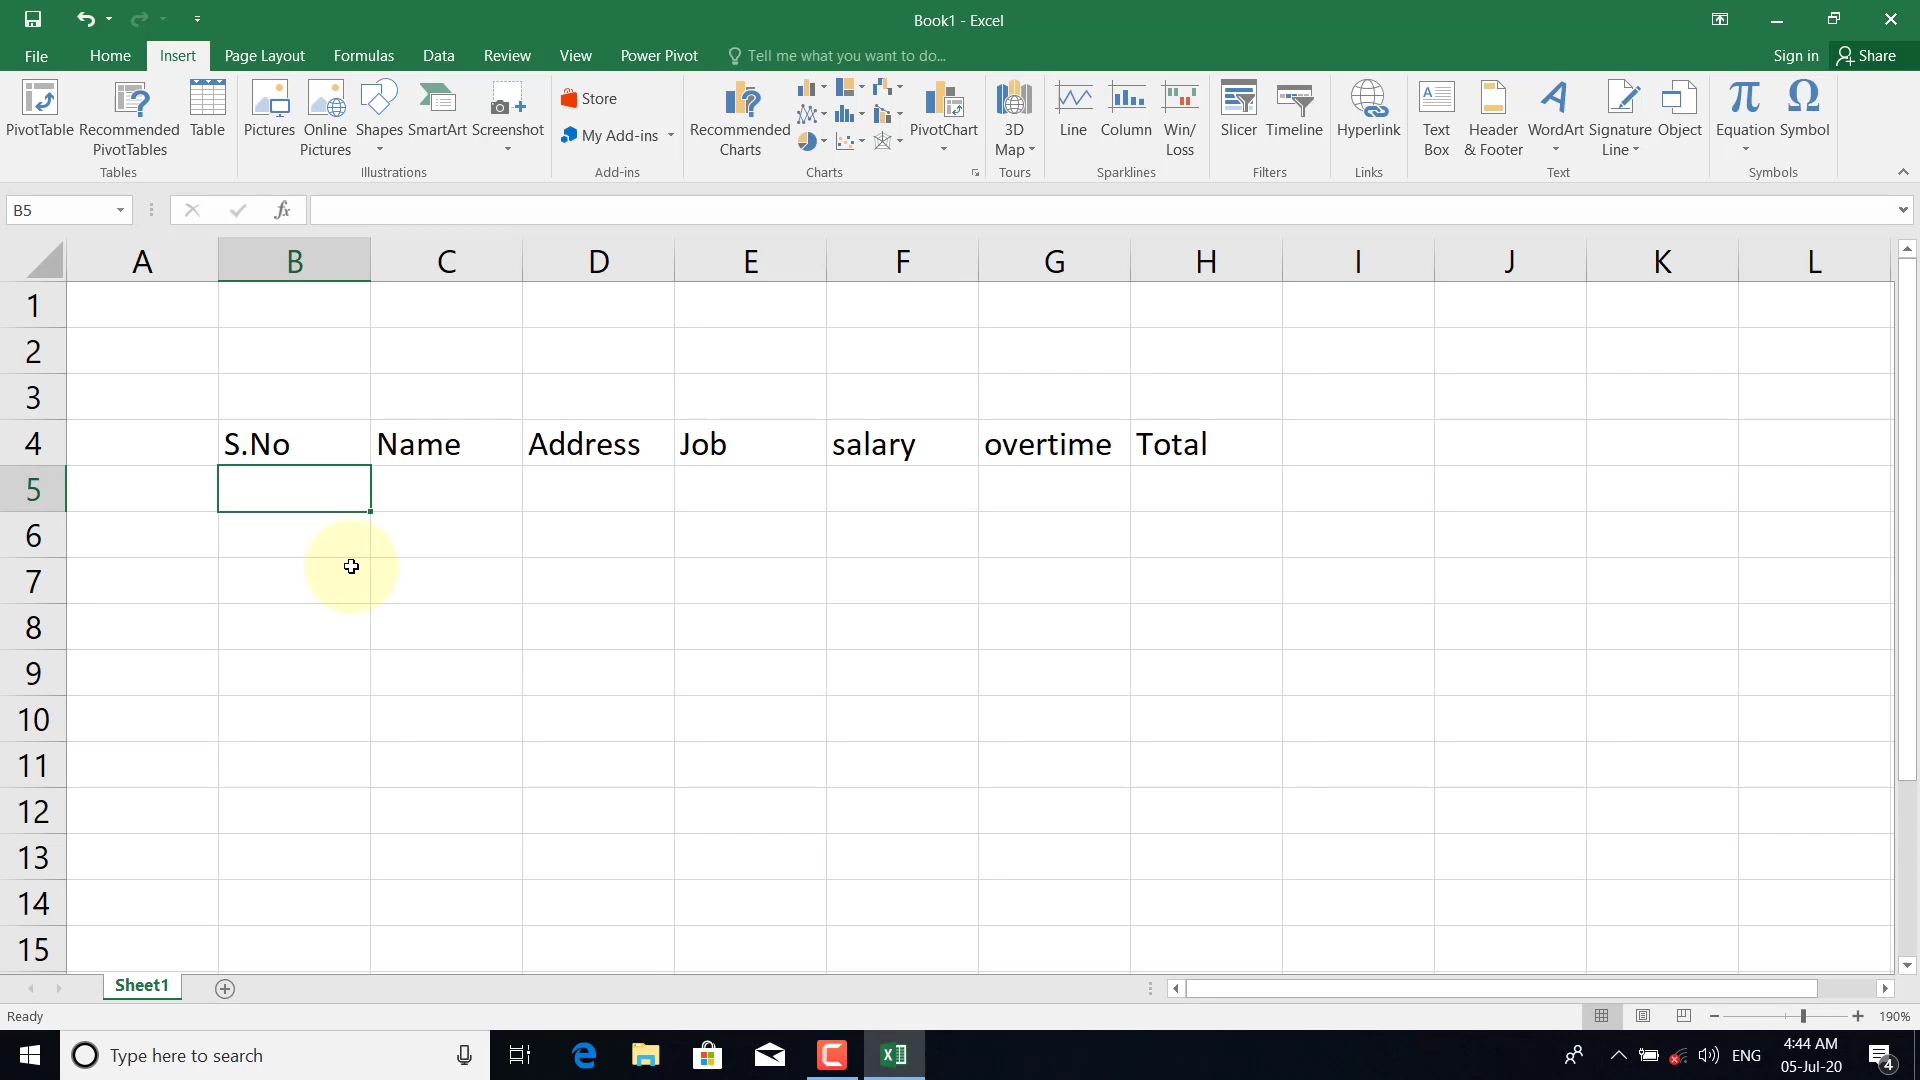 Book1 - Excel
File Home Insert Page Layout Formulas Data Review View Power Pivot Tell me what you want to do... Sign in Share
PivotTable Recommended PivotTables Table
Pictures Online Pictures Shapes SmartArt Screenshot
Store
My Add-ins
Recommended Charts PivotChart
3D Map
Line Column Win/ Loss
Slicer Timeline
Hyperlink
Text Box Header & Footer WordArt Signature Line Object
Equation Symbol
Tables Illustrations Add-ins Charts Tours Sparklines Filters Links Text Symbols
B5 fx
A B C D E F G H I J K L
1
2
3
4 S.No Name Address Job salary overtime Total
5
6
7
8
9
10
11
12
13
14
15
Sheet1
Ready 190%
Type here to search
ENG
4:44 AM
05-Jul-20
4